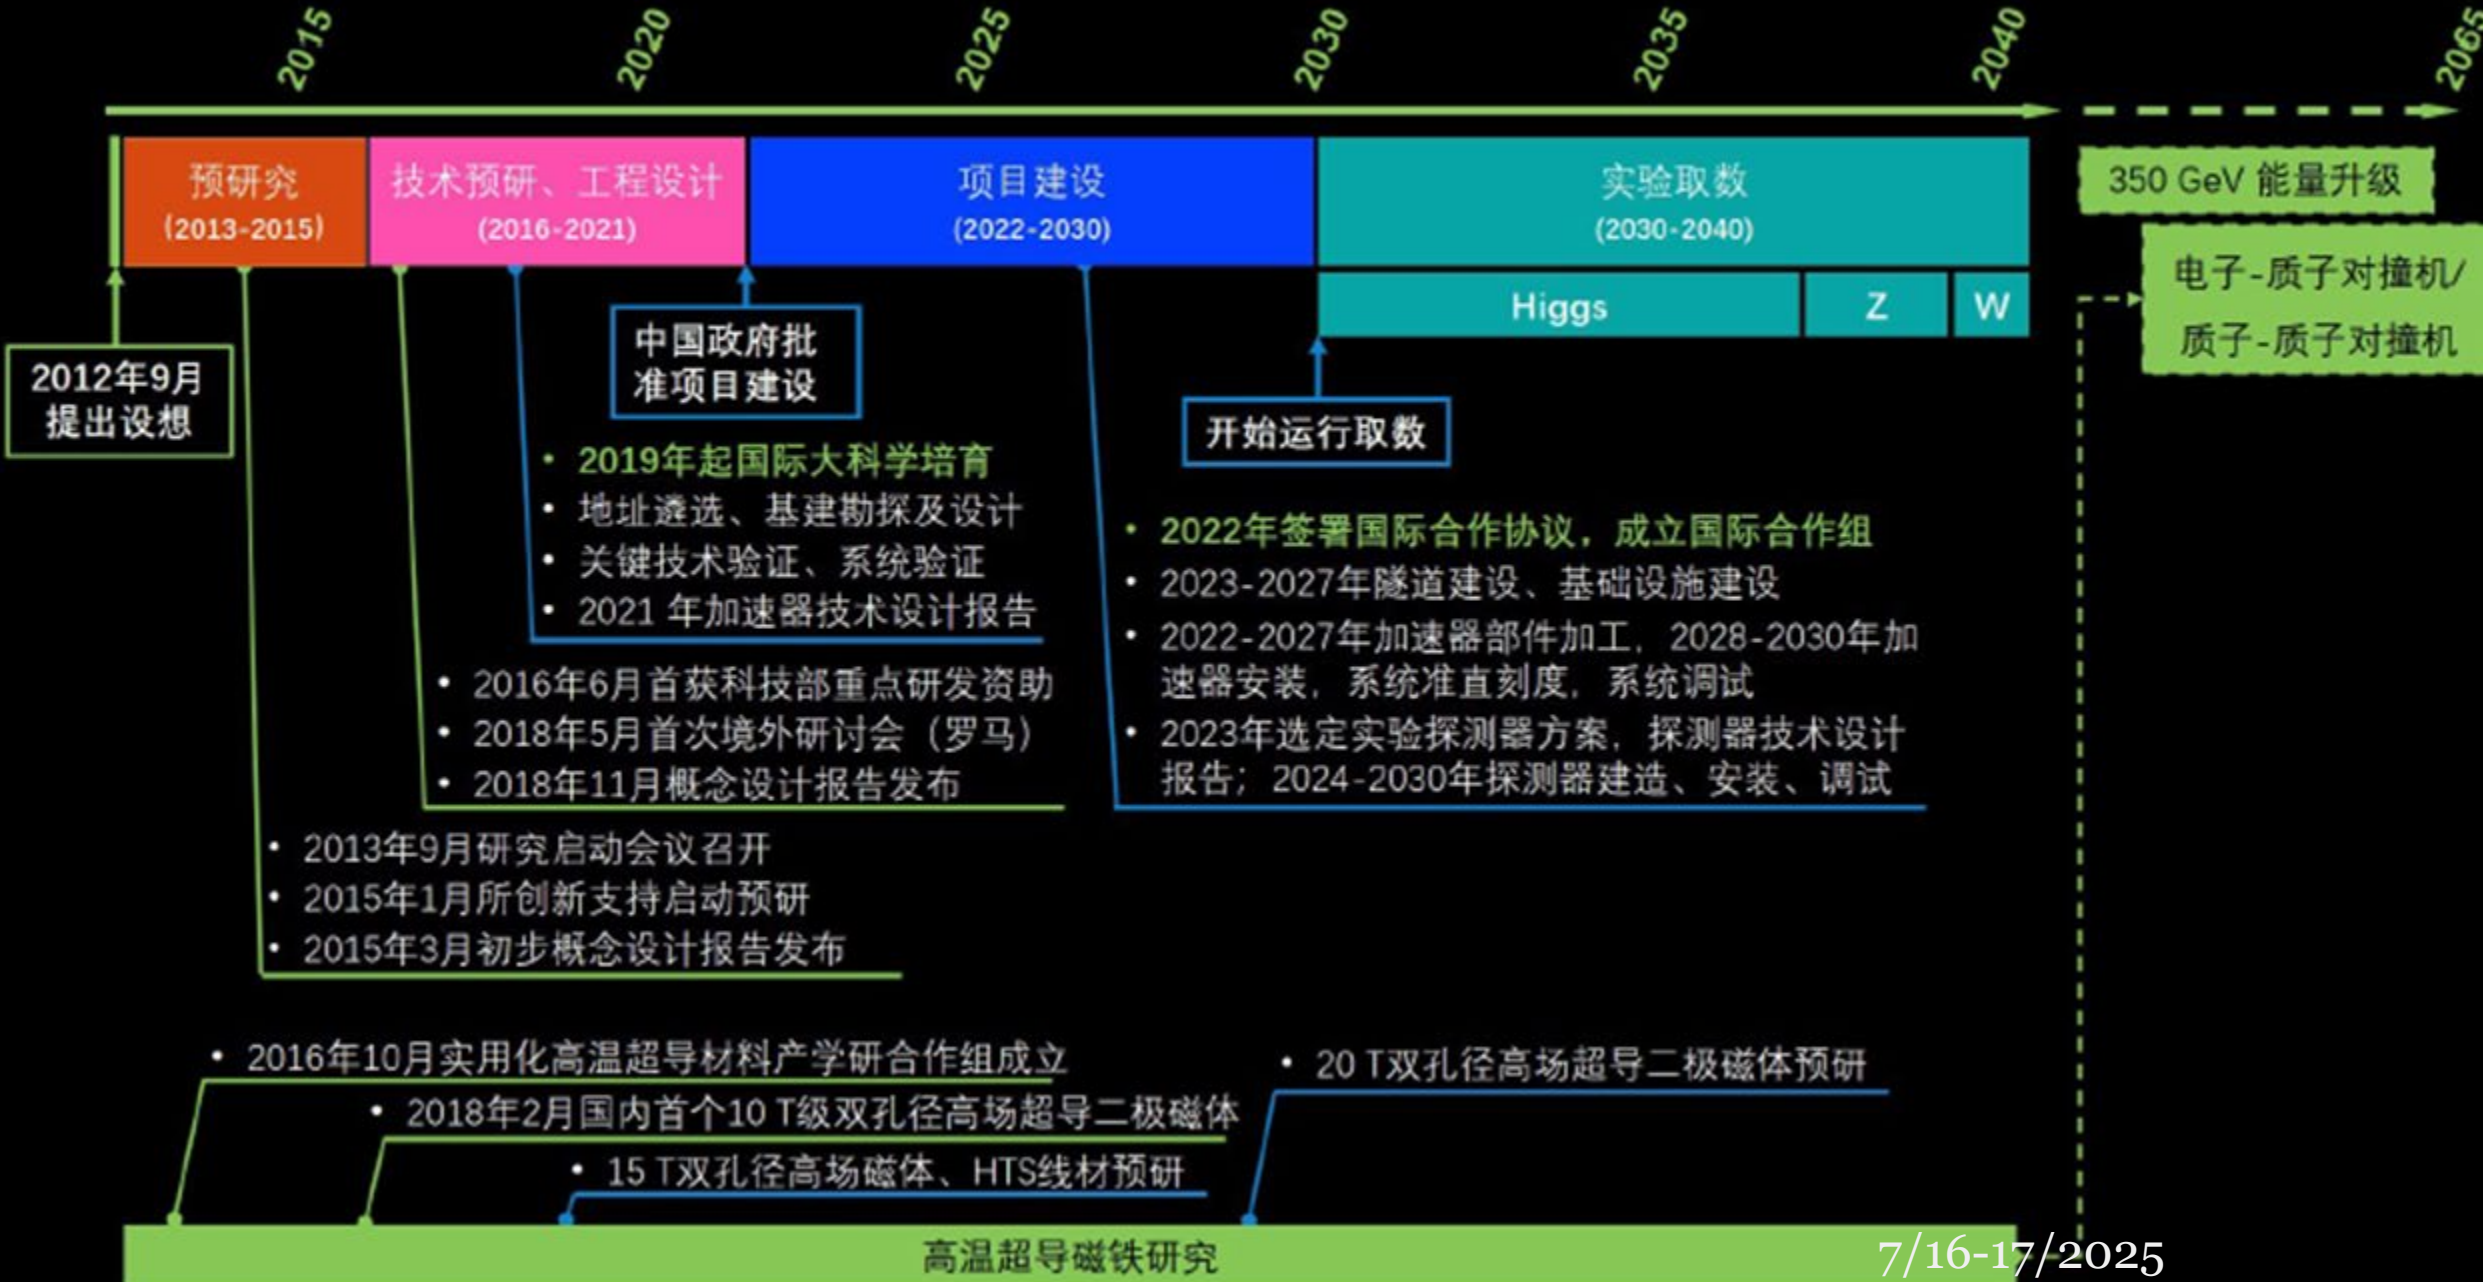 2015
2020
2025
2030
2035
2040
2065
预研究
(2013-2015)
技术预研、工程设计
(2016-2021)
项目建设
(2022-2030)
实验取数
(2030-2040)
350 GeV 能量升级
Higgs
Z
W
电子-质子对撞机/
质子-质子对撞机
2012年9月
提出设想
中国政府批
准项目建设
开始运行取数
• 2019年起国际大科学培育
• 地址遴选、基建勘探及设计
• 关键技术验证、系统验证
• 2021 年加速器技术设计报告
• 2022年签署国际合作协议，成立国际合作组
• 2023-2027年隧道建设、基础设施建设
• 2022-2027年加速器部件加工，2028-2030年加
速器安装，系统准直刻度，系统调试
• 2023年选定实验探测器方案，探测器技术设计
报告；2024-2030年探测器建造、安装、调试
• 2016年6月首获科技部重点研发资助
• 2018年5月首次境外研讨会（罗马）
• 2018年11月概念设计报告发布
• 2013年9月研究启动会议召开
• 2015年1月所创新支持启动预研
• 2015年3月初步概念设计报告发布
• 2016年10月实用化高温超导材料产学研合作组成立
• 20 T双孔径高场超导二极磁体预研
• 2018年2月国内首个10 T级双孔径高场超导二极磁体
• 15 T双孔径高场磁体、HTS线材预研
高温超导磁铁研究
7/16-17/2025